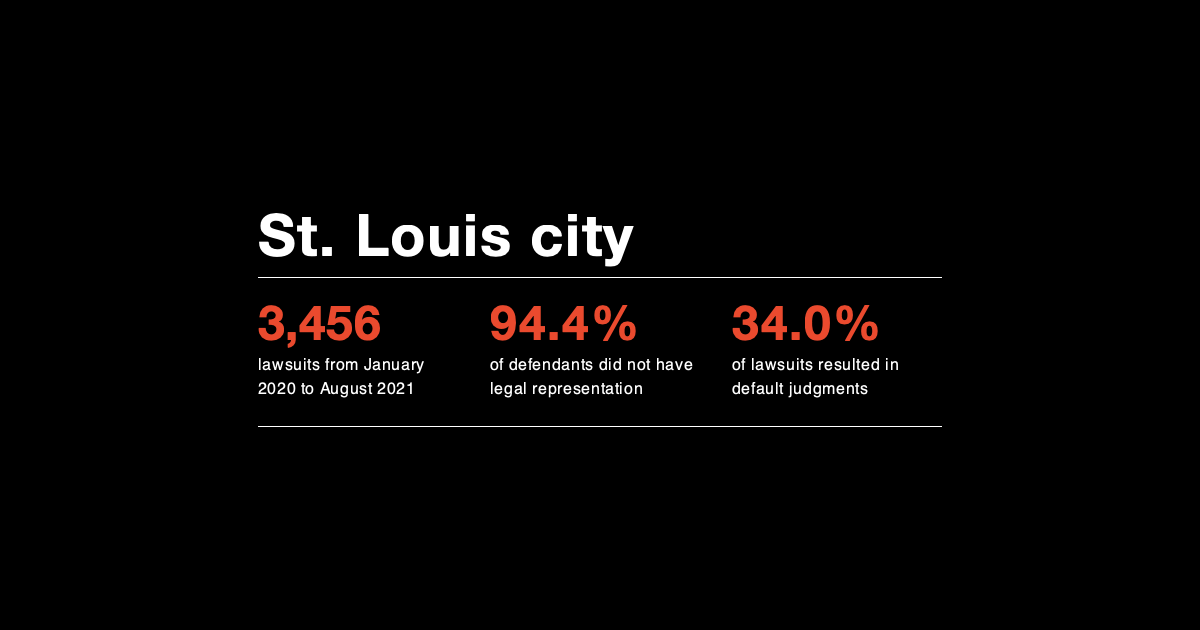 St. Louis city
3,456
lawsuits from January
2020 to August 2021
94.4%
of defendants did not have
legal representation
34.0%
of lawsuits resulted in
default judgments